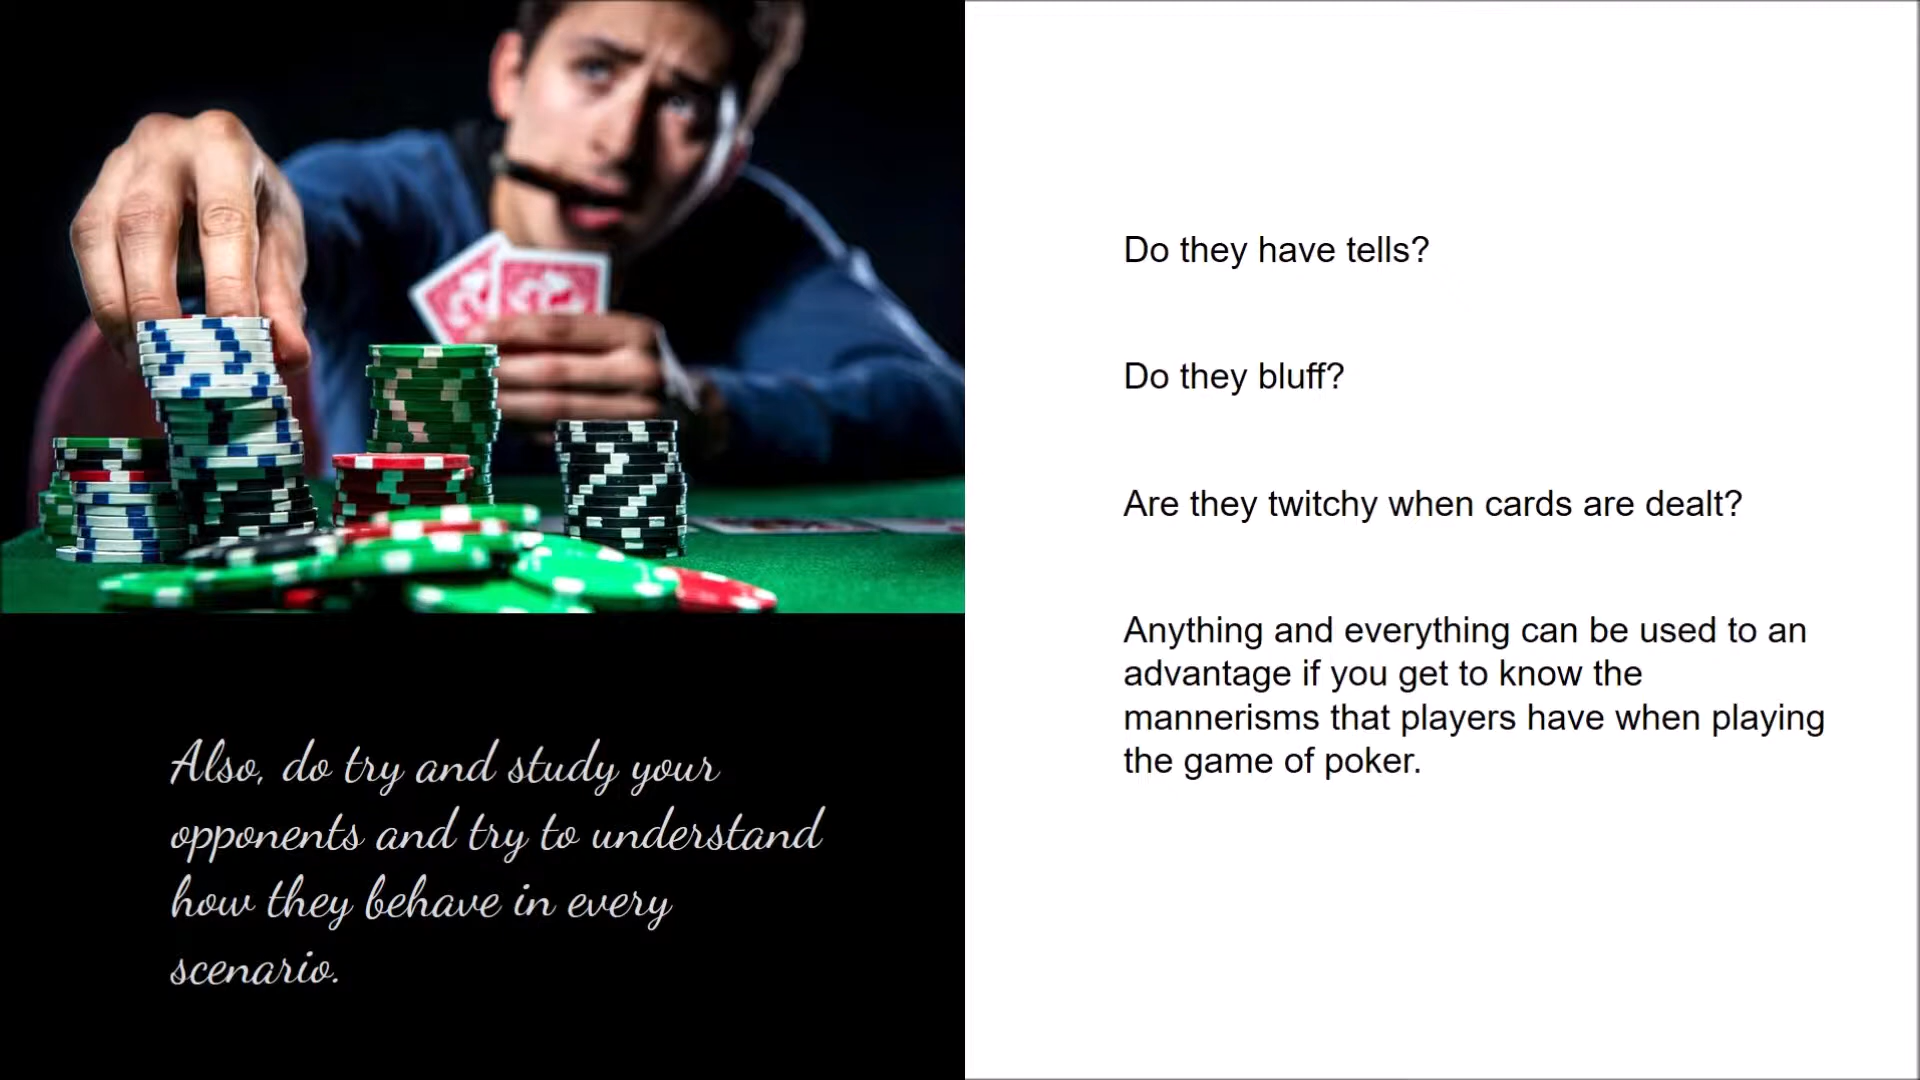 Also, do try and study your
opponents and try to understand
how they behave in every
scenario.
Do they have tells?
Do they bluff?
Are they twitchy when cards are dealt?
Anything and everything can be used to an
advantage if you get to know the
mannerisms that players have when playing
the game of poker.